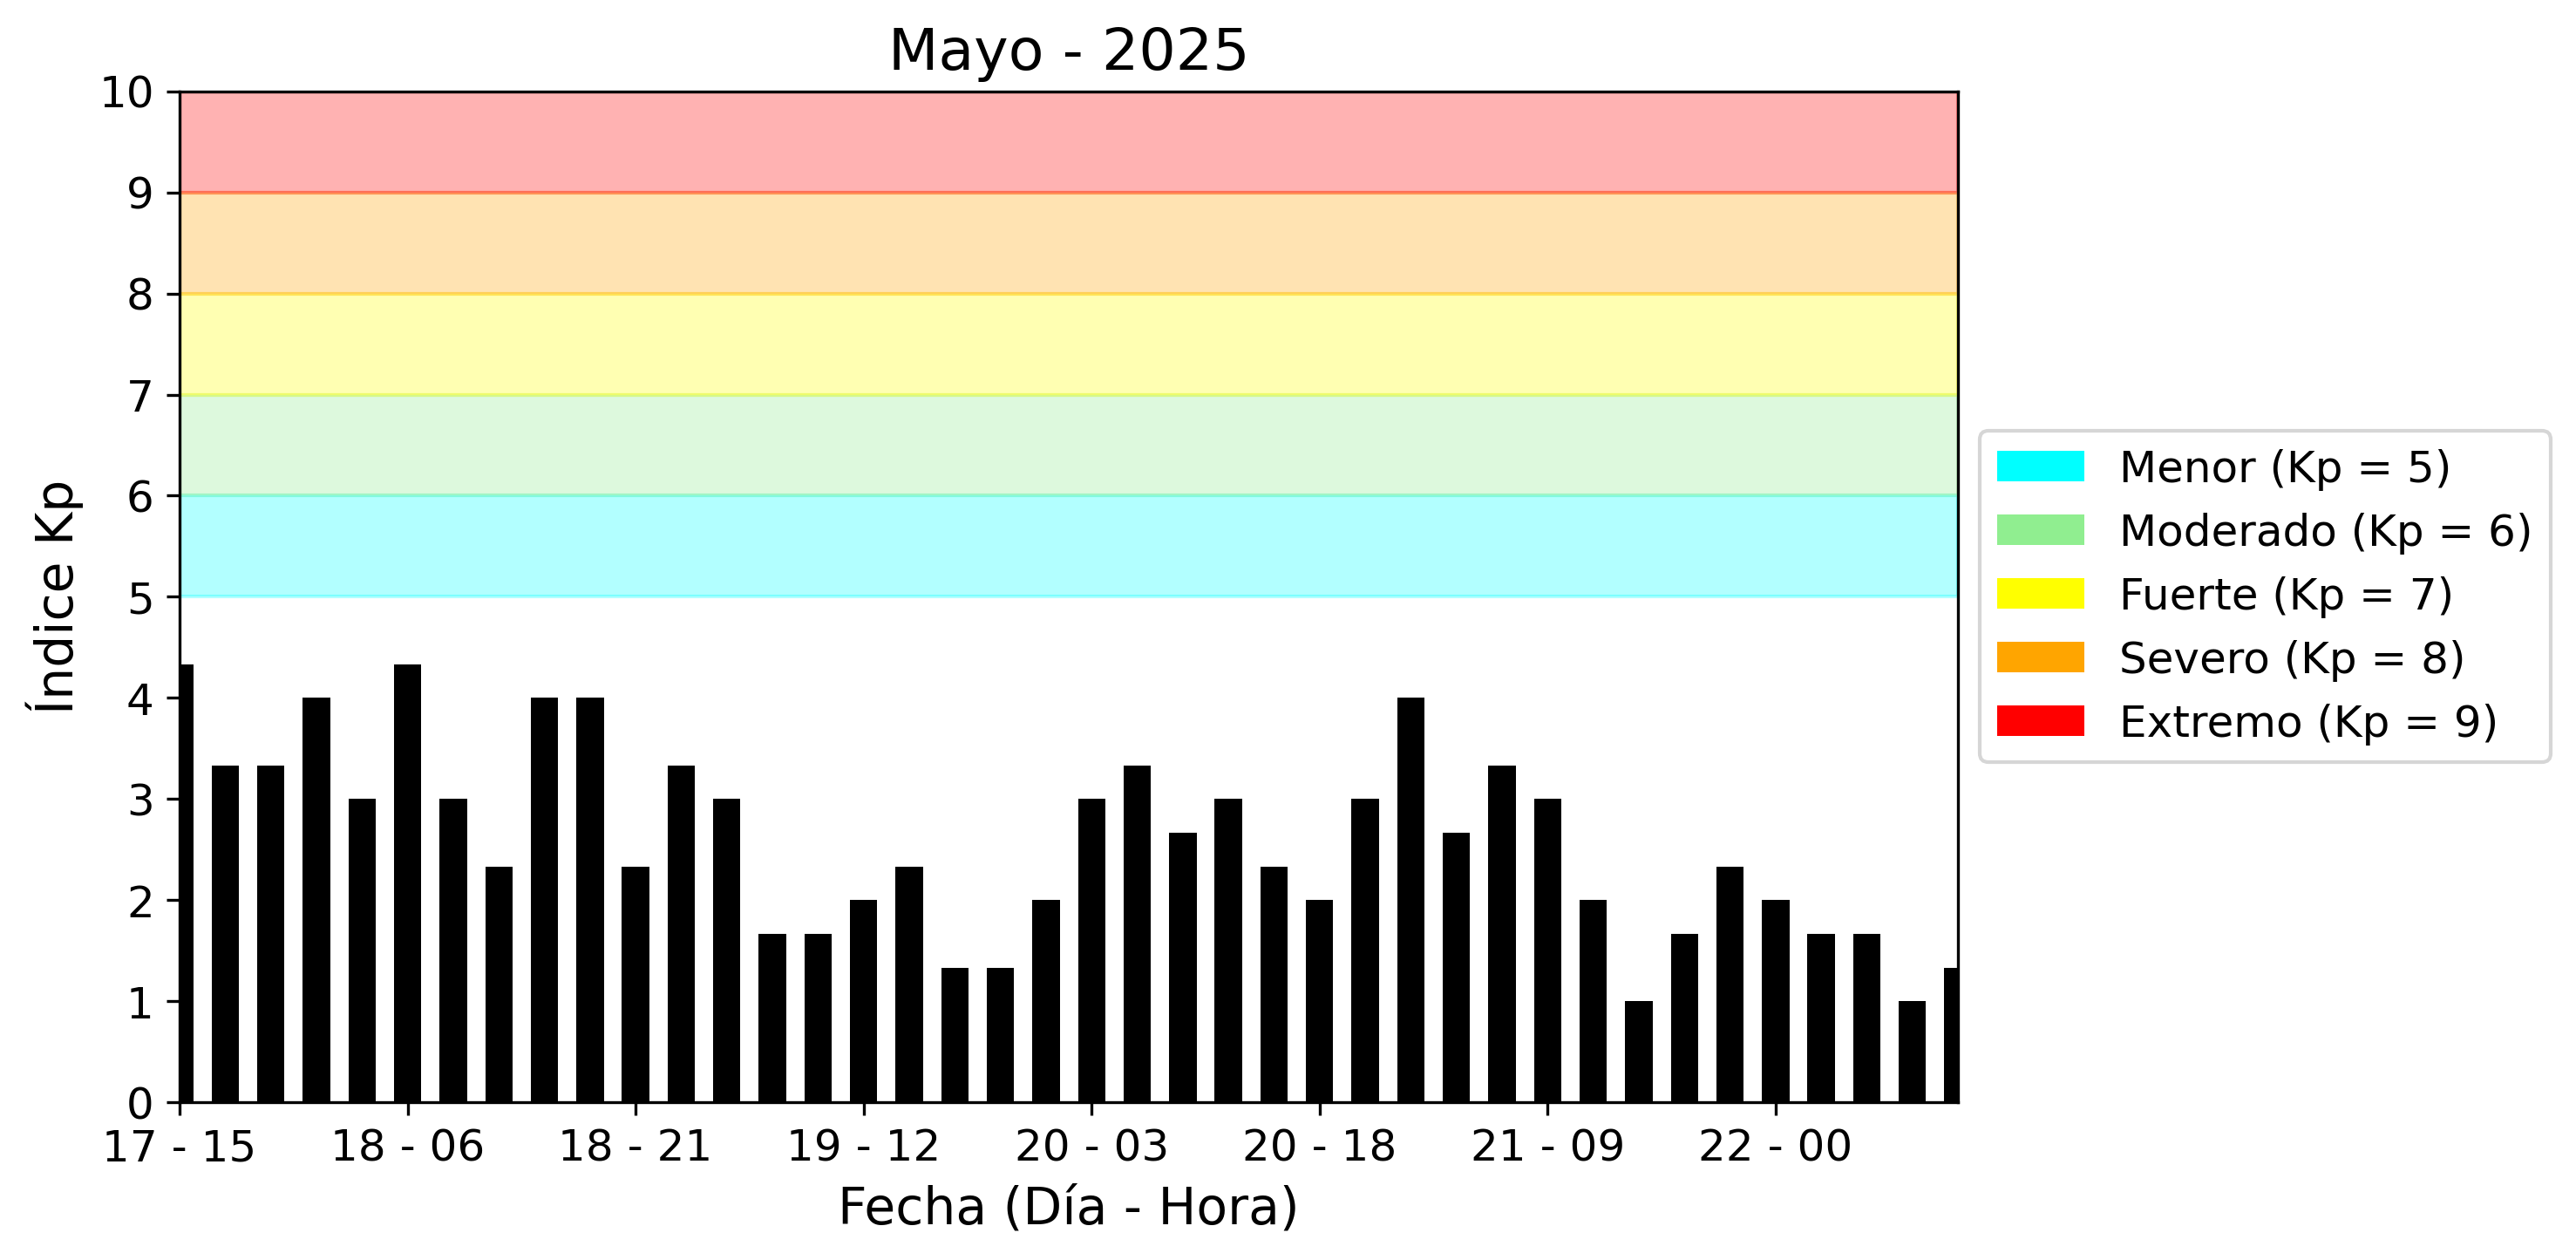 Mayo - 2025
10
9
8
7
6
5
4
3
2
1
0
Índice Kp
17 - 15
18 - 06
18 - 21
19 - 12
20 - 03
20 - 18
21 - 09
22 - 00
Fecha (Día - Hora)
Menor (Kp = 5)
Moderado (Kp = 6)
Fuerte (Kp = 7)
Severo (Kp = 8)
Extremo (Kp = 9)